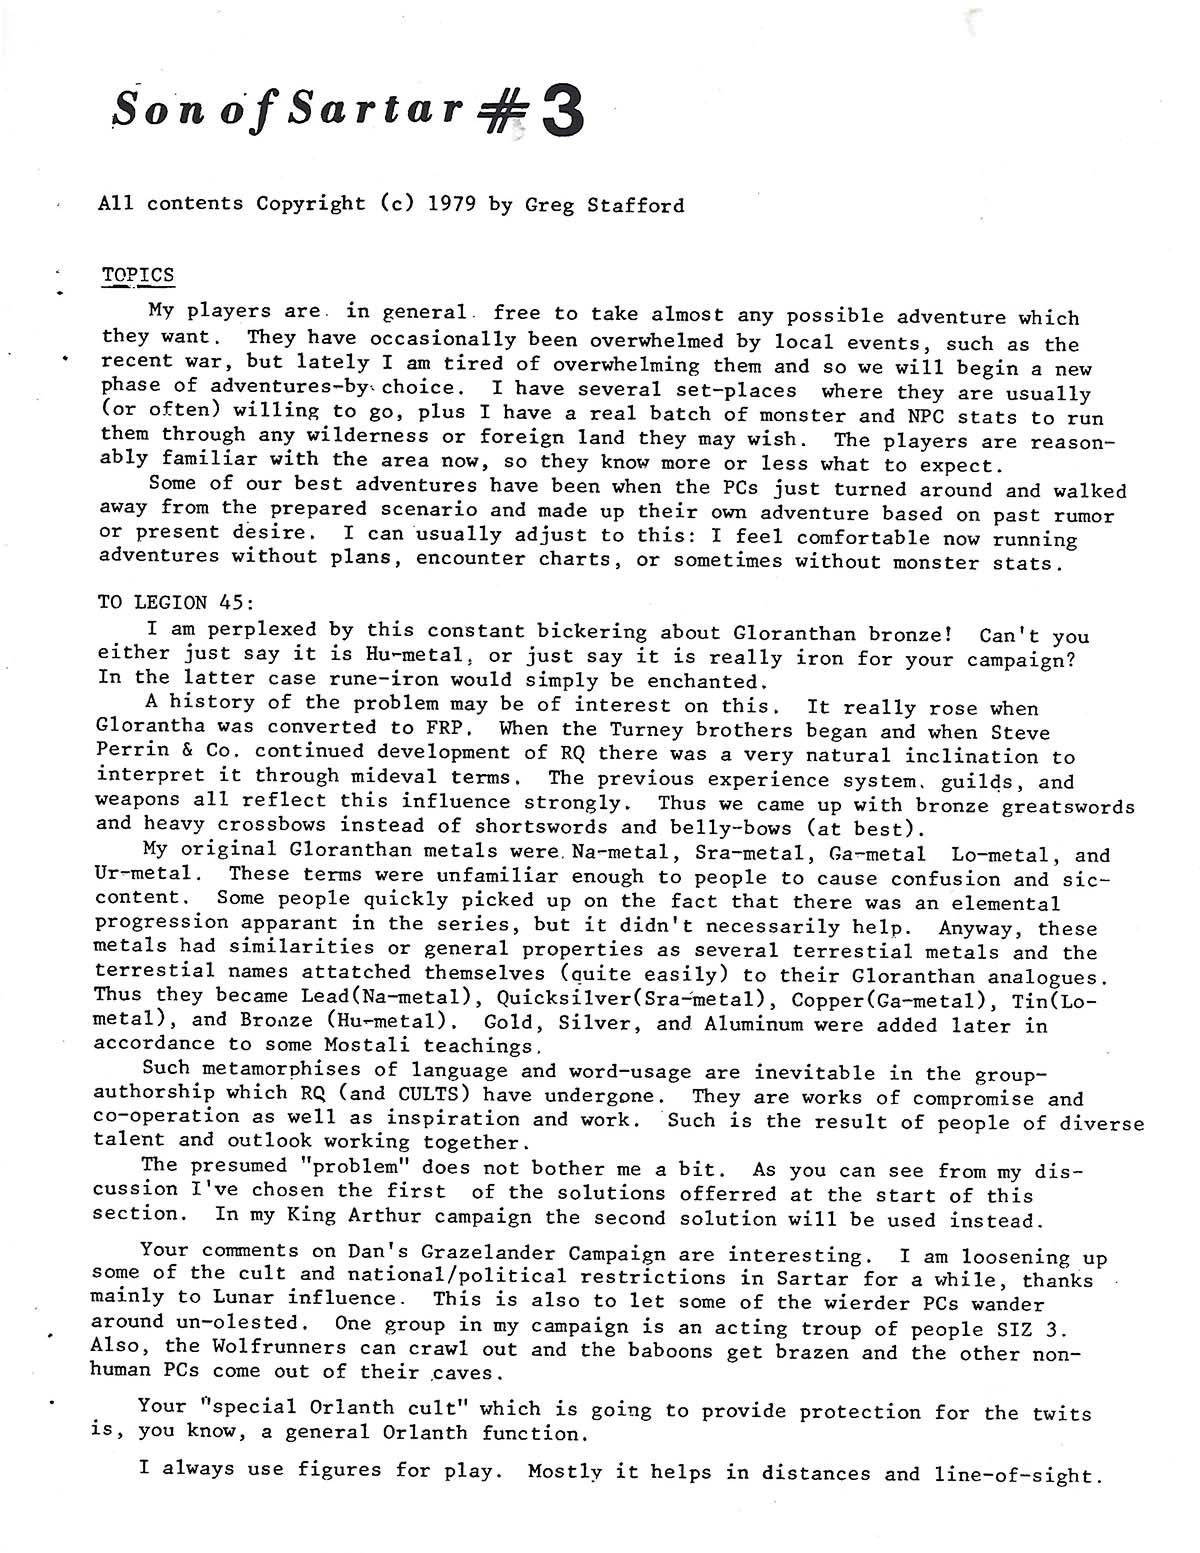 Son of Sartar #3
All contents Copyright (c) 1979 by Greg Stafford
TOPICS
My players are in general free to take almost any possible adventure which
they want. They have occasionally been overwhelmed by local events, such as the
recent war, but lately I am tired of overwhelming them and so we will begin a new
phase of adventures-by choice. I have several set-places where they are usually
(or often) willing to go, plus I have a real batch of monster and NPC stats to run
them through any wilderness or foreign land they may wish. The players are reason-
ably familiar with the area now, so they know more or less what to expect.
Some of our best adventures have been when the PCs just turned around and walked
away from the prepared scenario and made up their own adventure based on past rumor
or present desire. I can usually adjust to this: I feel comfortable now running
adventures without plans, encounter charts, or sometimes without monster stats.
TO LEGION 45:
I am perplexed by this constant bickering about Gloranthan bronze! Can't you
either just say it is Hu-metal, or just say it is really iron for your campaign?
In the latter case rune-iron would simply be enchanted.
A history of the problem may be of interest on this. It really rose when
Glorantha was converted to FRP. When the Turney brothers began and when Steve
Perrin & Co. continued development of RQ there was a very natural inclination to
interpret it through mideval terms. The previous experience system, guilds, and
weapons all reflect this influence strongly. Thus we came up with bronze greatswords
and heavy crossbows instead of shortswords and belly-bows (at best).
My original Gloranthan metals were Na-metal, Sra-metal, Ga-metal Lo-metal, and
Ur-metal. These terms were unfamiliar enough to people to cause confusion and sic-
content. Some people quickly picked up on the fact that there was an elemental
progression apparant in the series, but it didn't necessarily help. Anyway, these
metals had similarities or general properties as several terrestial metals and the
terrestial names attatched themselves (quite easily) to their Gloranthan analogues.
Thus they became Lead(Na-metal), Quicksilver(Sra-metal), Copper(Ga-metal), Tin(Lo-
metal), and Bronze (Hu-metal). Gold, Silver, and Aluminum were added later in
accordance to some Mostali teachings.
Such metamorphises of language and word-usage are inevitable in the group-
authorship which RQ (and CULTS) have undergone. They are works of compromise and
co-operation as well as inspiration and work. Such is the result of people of diverse
talent and outlook working together.
The presumed "problem" does not bother me a bit. As you can see from my dis-
cussion I've chosen the first of the solutions offerred at the start of this
section. In my King Arthur campaign the second solution will be used instead.
Your comments on Dan's Grazelander Campaign are interesting. I am loosening up
some of the cult and national/political restrictions in Sartar for a while, thanks
mainly to Lunar influence. This is also to let some of the wierder PCs wander
around un-olested. One group in my campaign is an acting troup of people SIZ 3.
Also, the Wolfrunners can crawl out and the baboons get brazen and the other non-
human PCs come out of their caves.
Your "special Orlanth cult" which is going to provide protection for the twits
is, you know, a general Orlanth function.
I always use figures for play. Mostly it helps in distances and line-of-sight.